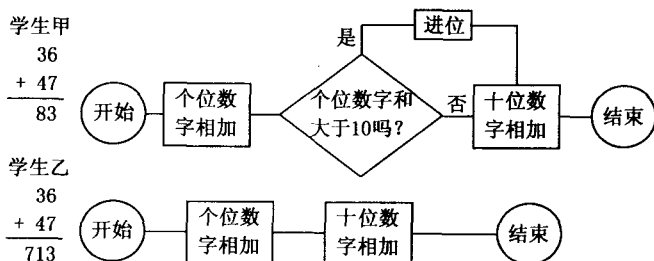 学生甲
36
+ 47
83
开始
个位数
字相加
个位数字和
大于10吗？
是
进位
否
十位数
字相加
结束
学生乙
36
+ 47
713
开始
个位数
字相加
十位数
字相加
结束